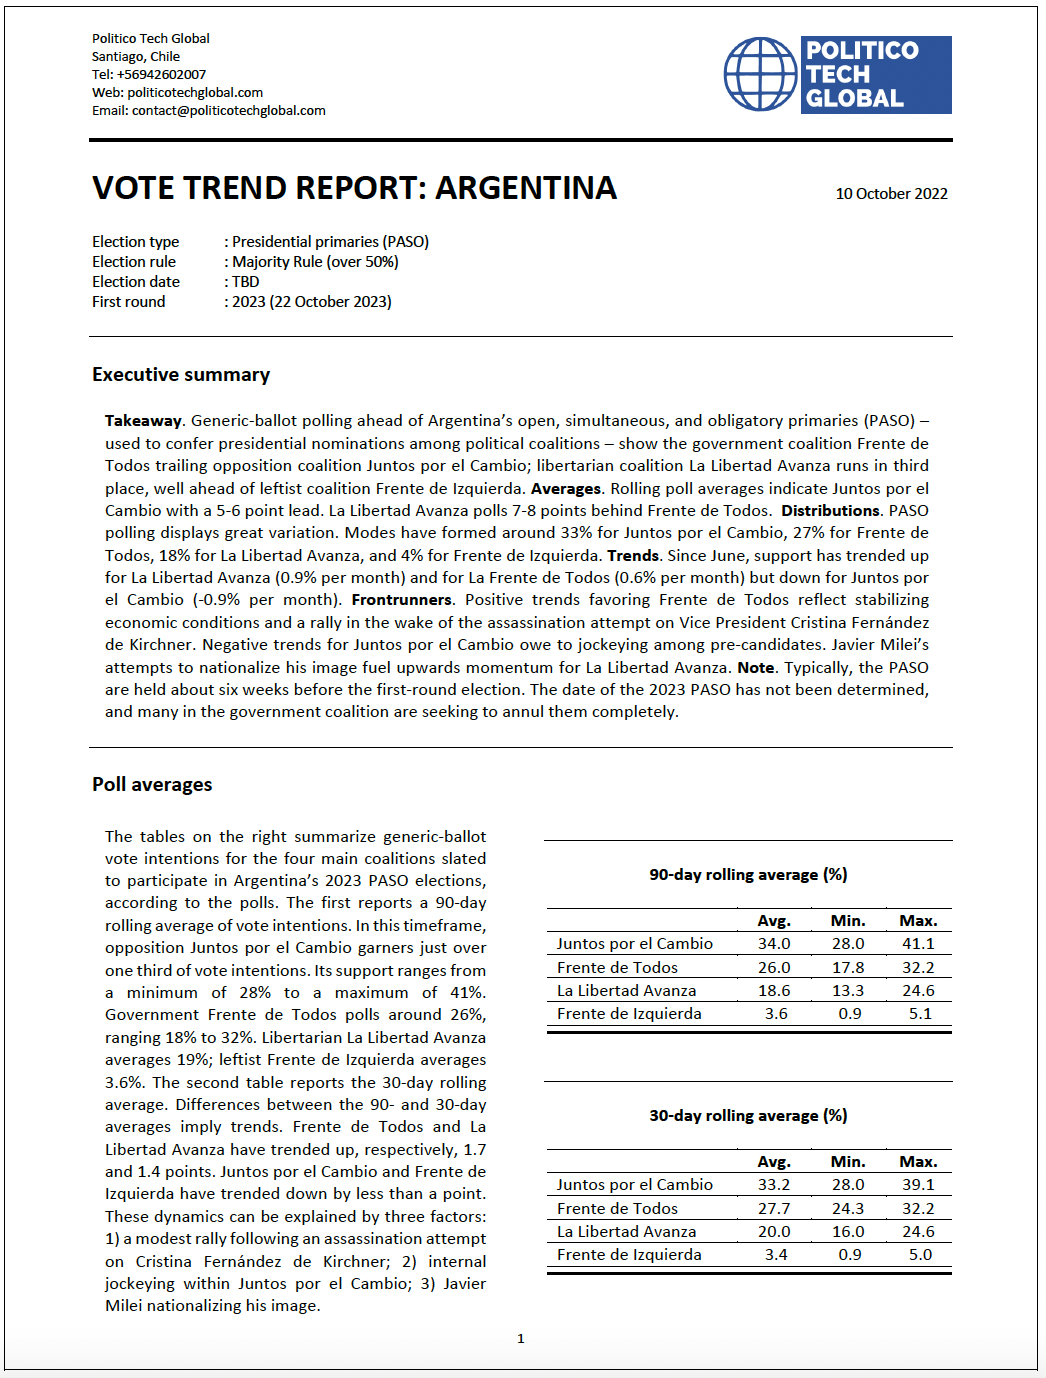 Politico Tech Global
Santiago, Chile
Tel: +56942602007
Web: politicotechglobal.com
Email: contact@politicotechglobal.com
POLITICO
TECH
GLOBAL
VOTE TREND REPORT: ARGENTINA
10 October 2022
Election type : Presidential primaries (PASO)
Election rule : Majority Rule (over 50%)
Election date : TBD
First round : 2023 (22 October 2023)
Executive summary
Takeaway. Generic-ballot polling ahead of Argentina’s open, simultaneous, and obligatory primaries (PASO) –
used to confer presidential nominations among political coalitions – show the government coalition Frente de
Todos trailing opposition coalition Juntos por el Cambio; libertarian coalition La Libertad Avanza runs in third
place, well ahead of leftist coalition Frente de Izquierda. Averages. Rolling poll averages indicate Juntos por el
Cambio with a 5-6 point lead. La Libertad Avanza polls 7-8 points behind Frente de Todos. Distributions. PASO
polling displays great variation. Modes have formed around 33% for Juntos por el Cambio, 27% for Frente de
Todos, 18% for La Libertad Avanza, and 4% for Frente de Izquierda. Trends. Since June, support has trended up
for La Libertad Avanza (0.9% per month) and for La Frente de Todos (0.6% per month) but down for Juntos por
el Cambio (-0.9% per month). Frontrunners. Positive trends favoring Frente de Todos reflect stabilizing
economic conditions and a rally in the wake of the assassination attempt on Vice President Cristina Fernández
de Kirchner. Negative trends for Juntos por el Cambio owe to jockeying among pre-candidates. Javier Milei’s
attempts to nationalize his image fuel upwards momentum for La Libertad Avanza. Note. Typically, the PASO
are held about six weeks before the first-round election. The date of the 2023 PASO has not been determined,
and many in the government coalition are seeking to annul them completely.
Poll averages
The tables on the right summarize generic-ballot
vote intentions for the four main coalitions slated
to participate in Argentina’s 2023 PASO elections,
according to the polls. The first reports a 90-day
rolling average of vote intentions. In this timeframe,
opposition Juntos por el Cambio garners just over
one third of vote intentions. Its support ranges from
a minimum of 28% to a maximum of 41%.
Government Frente de Todos polls around 26%,
ranging 18% to 32%. Libertarian La Libertad Avanza
averages 19%; leftist Frente de Izquierda averages
3.6%. The second table reports the 30-day rolling
average. Differences between the 90- and 30-day
averages imply trends. Frente de Todos and La
Libertad Avanza have trended up, respectively, 1.7
and 1.4 points. Juntos por el Cambio and Frente de
Izquierda have trended down by less than a point.
These dynamics can be explained by three factors:
1) a modest rally following an assassination attempt
on Cristina Fernández de Kirchner; 2) internal
jockeying within Juntos por el Cambio; 3) Javier
Milei nationalizing his image.
90-day rolling average (%)
Avg. Min. Max.
Juntos por el Cambio 34.0 28.0 41.1
Frente de Todos 26.0 17.8 32.2
La Libertad Avanza 18.6 13.3 24.6
Frente de Izquierda 3.6 0.9 5.1
30-day rolling average (%)
Avg. Min. Max.
Juntos por el Cambio 33.2 28.0 39.1
Frente de Todos 27.7 24.3 32.2
La Libertad Avanza 20.0 16.0 24.6
Frente de Izquierda 3.4 0.9 5.0
1